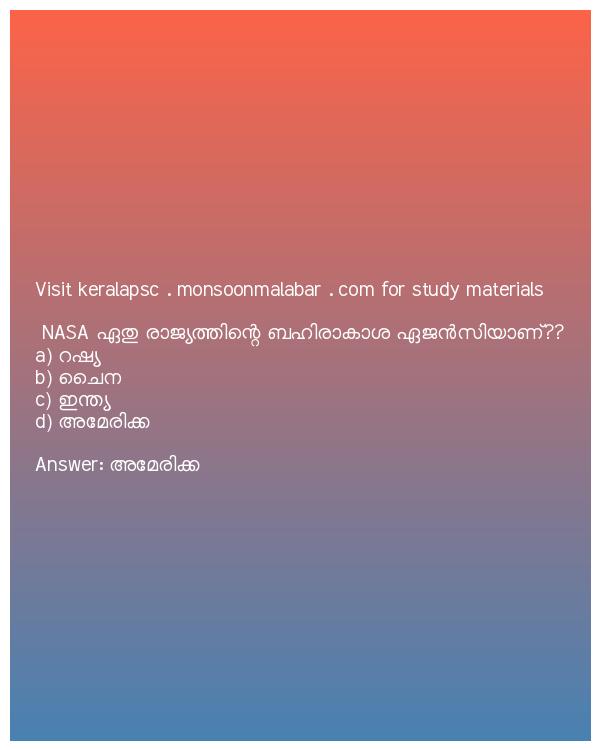 Visit keralapsc . monsoonmalabar . com for study materials
NASA ഏതു രാജ്യത്തിന്റെ ബഹിരാകാശ ഏജൻസിയാണ്??
a) റഷ്യ
b) ചൈന
c) ഇന്ത്യ
d) അമേരിക്ക
Answer: അമേരിക്ക